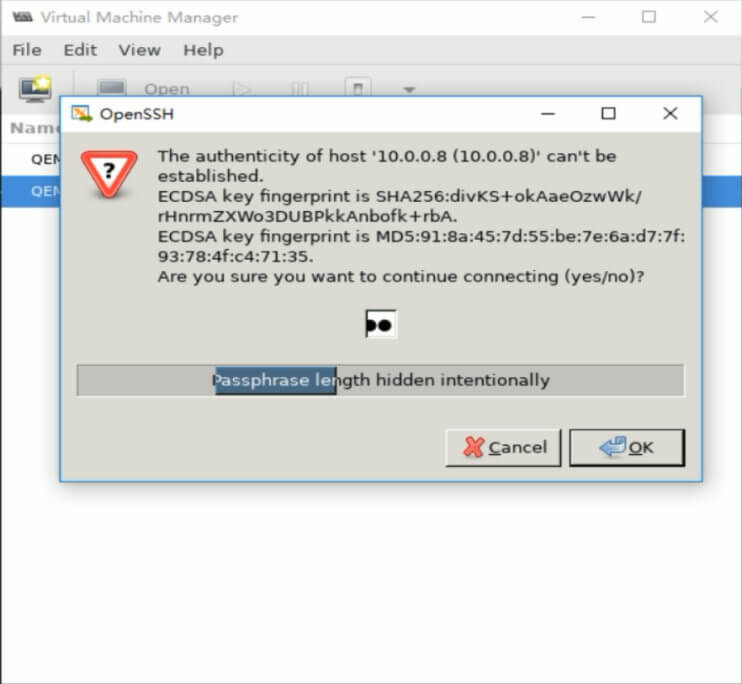 Virtual Machine Manager
File Edit View Help
Open
OpenSSH
The authenticity of host '10.0.0.8 (10.0.0.8)' can't be
established.
ECDSA key fingerprint is SHA256:divKS+okAaeOzwWk/
rHnrmZXWo3DUBPkkAnbofk+rbA.
ECDSA key fingerprint is MD5:91:8a:45:7d:55:be:7e:6a:d7:7f:
93:78:4f:c4:71:35.
Are you sure you want to continue connecting (yes/no)?
Passphrase length hidden intentionally
Cancel OK